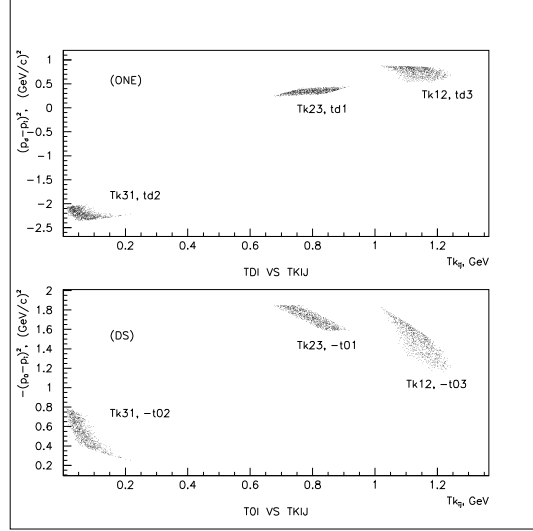 (p_d-p_i)², (GeV/c)²
1
0.5
0
-0.5
-1
-1.5
-2
-2.5
(ONE)
Tk12, td3
Tk23, td1
Tk31, td2
0.2 0.4 0.6 0.8 1 1.2
Tk_ij, GeV
TDI VS TKIJ
-(p_0-p_i)², (GeV/c)²
2
1.8
1.6
1.4
1.2
1
0.8
0.6
0.4
0.2
(DS)
Tk23, -t01
Tk12, -t03
Tk31, -t02
0.2 0.4 0.6 0.8 1 1.2
Tk_ij, GeV
T0I VS TKIJ